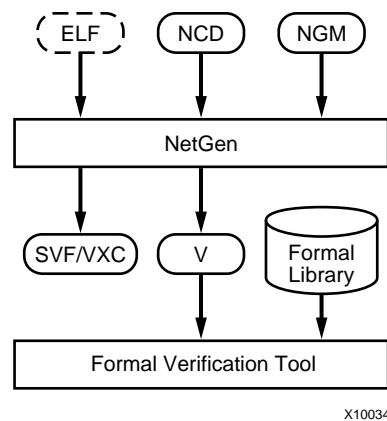 ELF NCD NGM
NetGen
SVF/VXC V Formal
Library
Formal Verification Tool
X10034